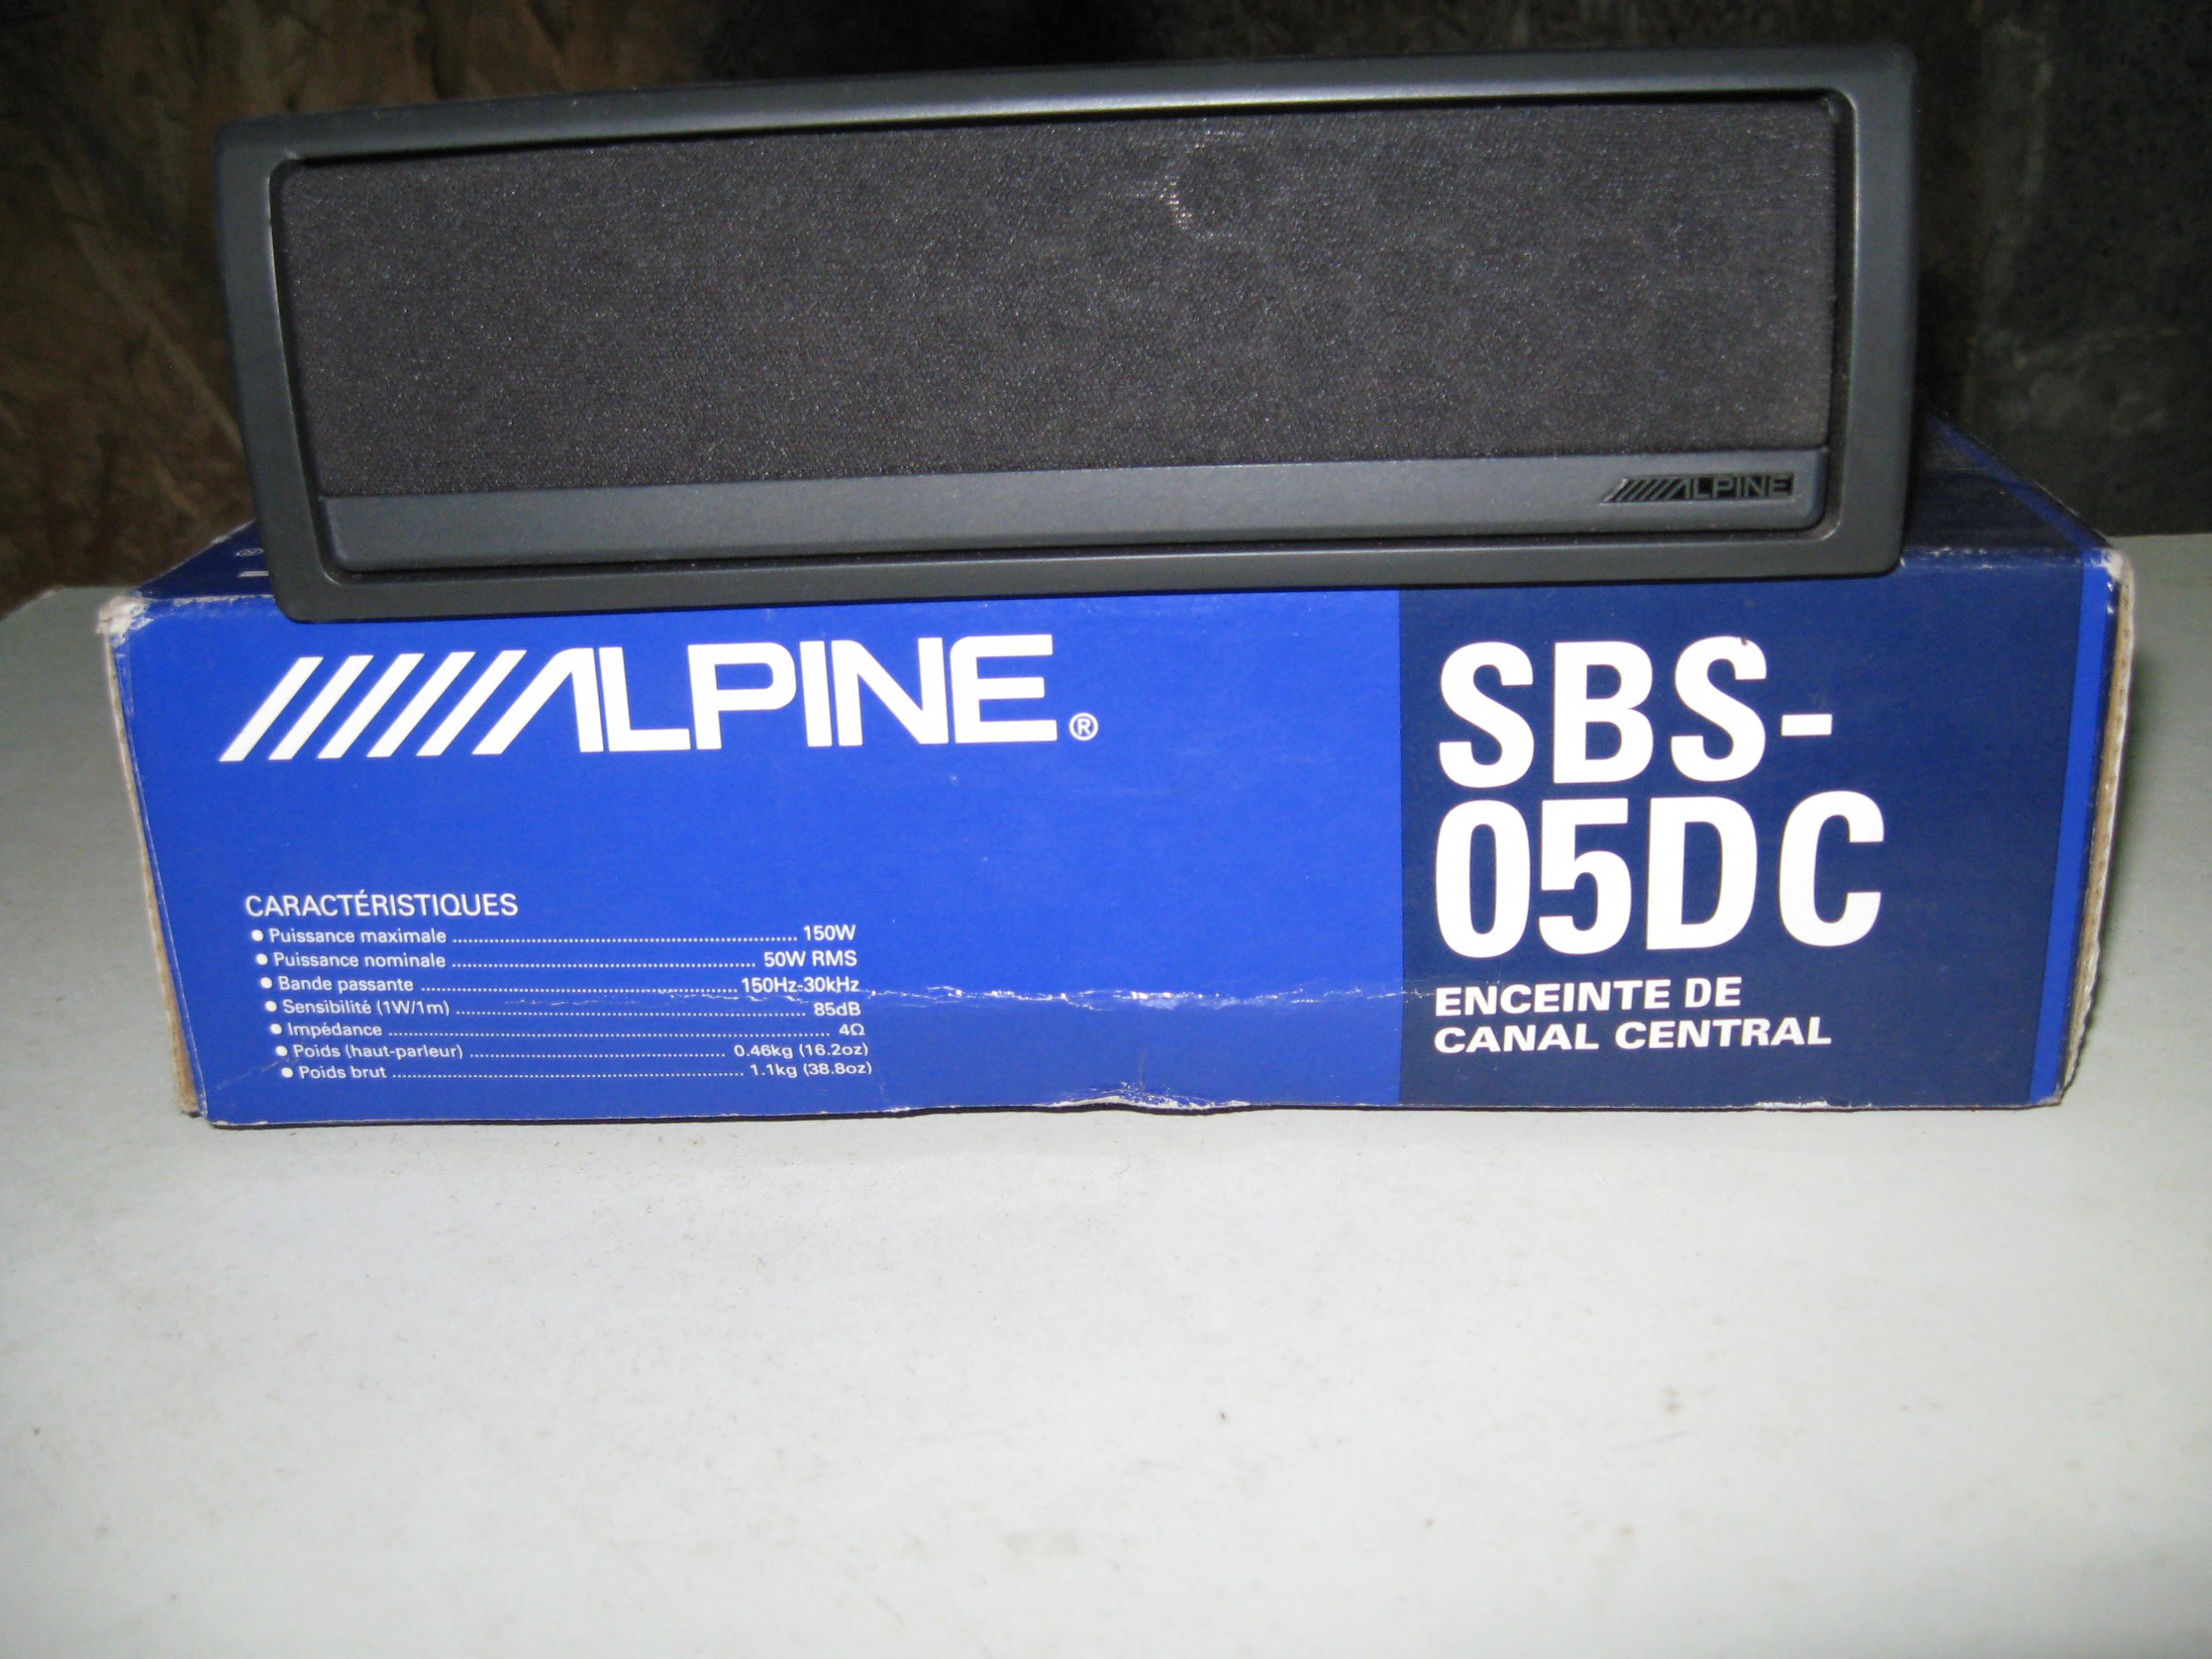 ALPINE
ALPINE®
SBS-
05DC
ENCEINTE DE
CANAL CENTRAL
CARACTÉRISTIQUES
● Puissance maximale ........ 150W
● Puissance nominale ........ 50W RMS
● Bande passante ........ 150Hz-30kHz
● Sensibilité (1W/1m) ........ 85dB
● Impédance ........ 4Ω
● Poids (haut-parleur) ........ 0.46kg (16.2oz)
● Poids brut ........ 1.1kg (38.8oz)